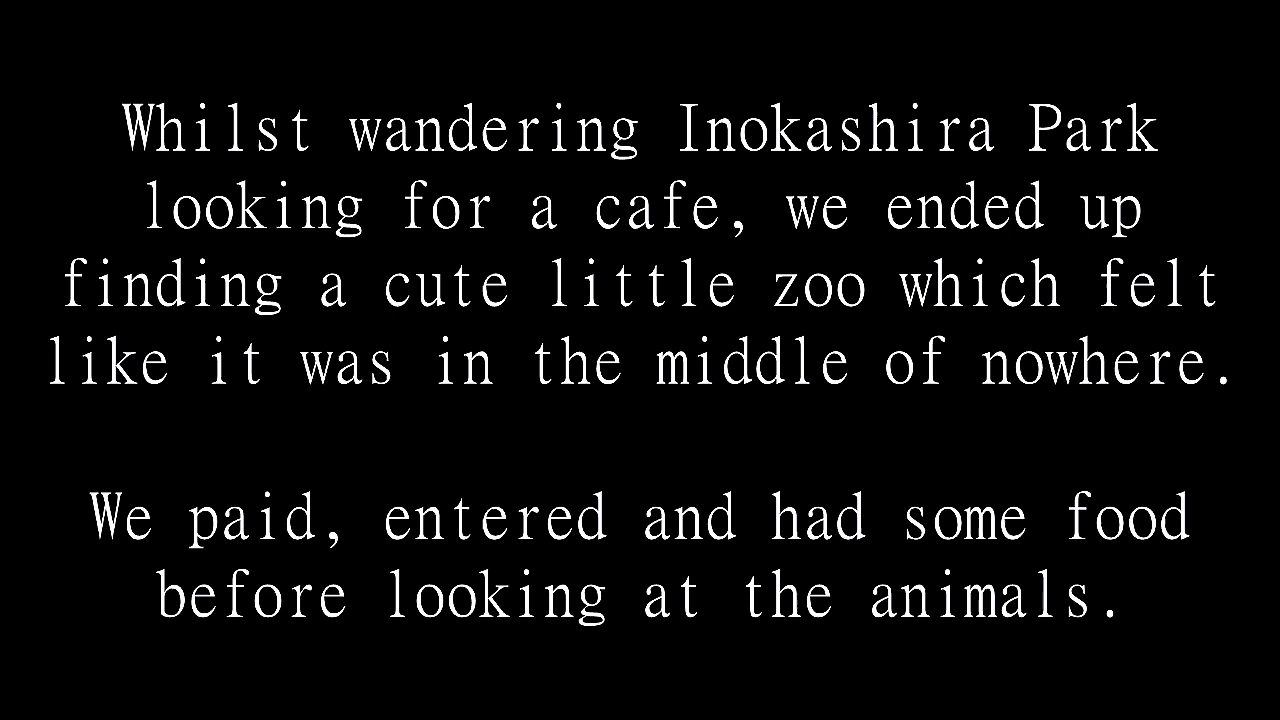 Whilst wandering Inokashira Park
looking for a cafe, we ended up
finding a cute little zoo which felt
like it was in the middle of nowhere.
We paid, entered and had some food
before looking at the animals.